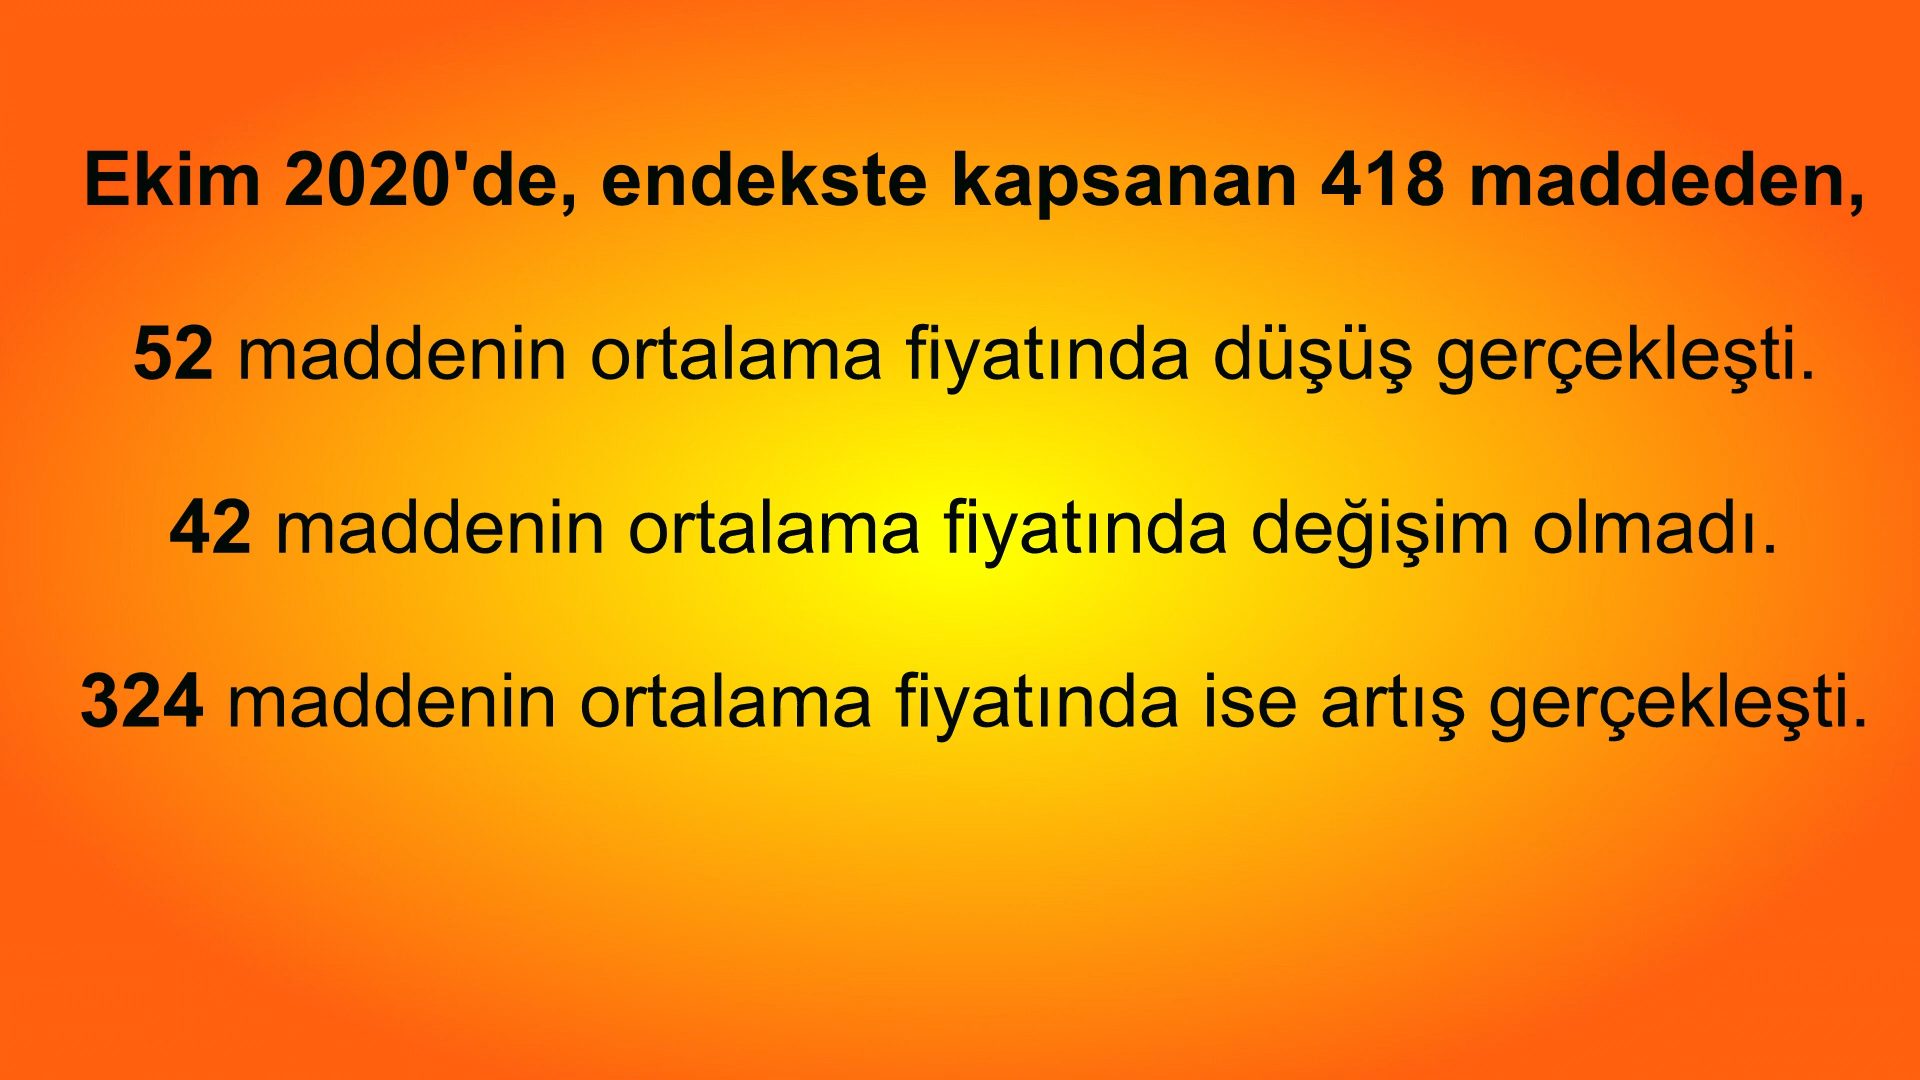 Ekim 2020'de, endekste kapsanan 418 maddeden,
52 maddenin ortalama fiyatında düşüş gerçekleşti.
42 maddenin ortalama fiyatında değişim olmadı.
324 maddenin ortalama fiyatında ise artış gerçekleşti.